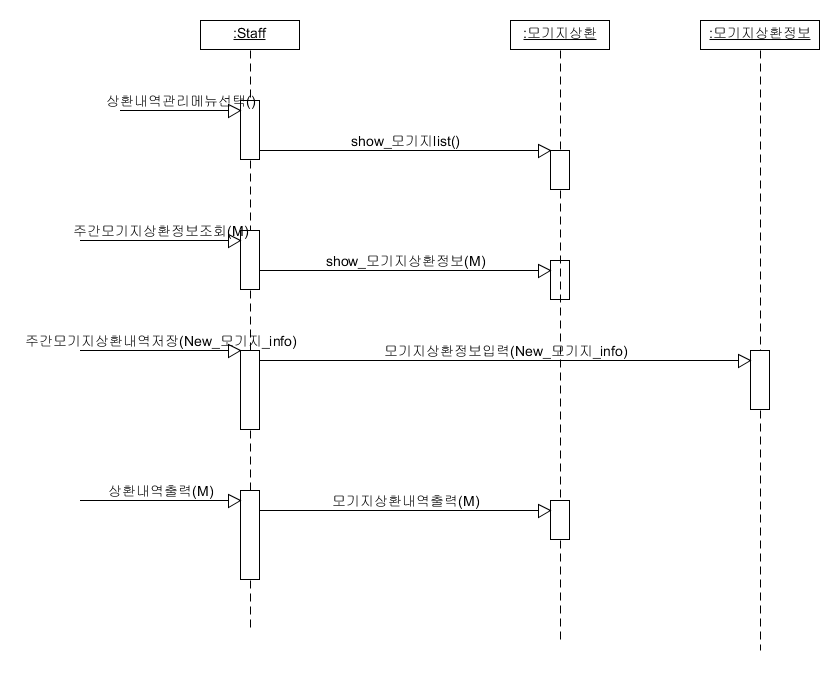 :Staff
:모기지상환
:모기지상환정보
상환내역관리메뉴선택()
show_모기지list()
주간모기지상환정보조회(M)
show_모기지상환정보(M)
주간모기지상환내역저장(New_모기지_info)
모기지상환정보입력(New_모기지_info)
상환내역출력(M)
모기지상환내역출력(M)